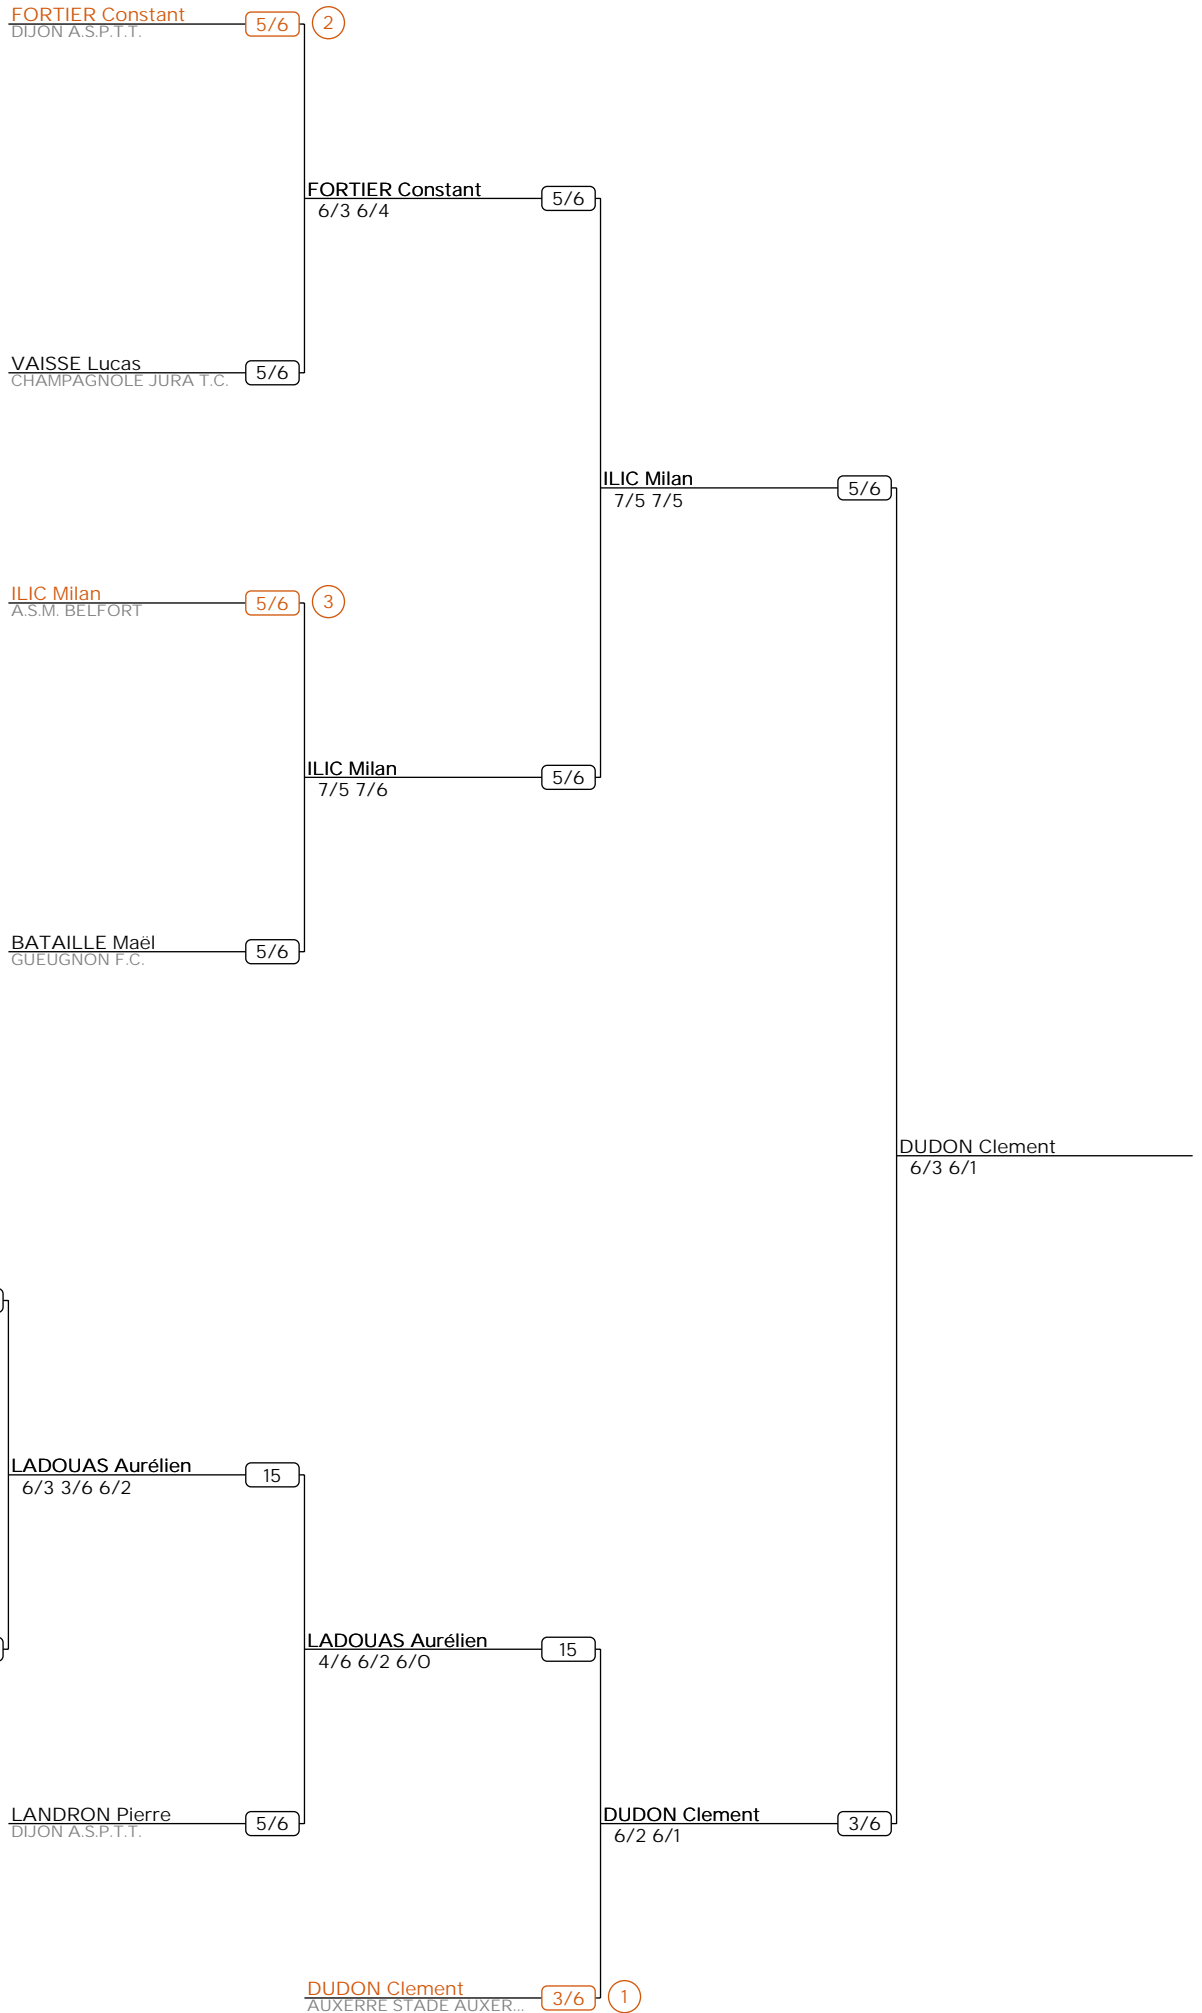 FORTIER Constant 5/6 2
DIJON A.S.P.T.T.
FORTIER Constant 5/6
6/3 6/4
VAISSE Lucas 5/6
CHAMPAGNOLE JURA T.C.
ILIC Milan 5/6
7/5 7/5
ILIC Milan 5/6 3
A.S.M. BELFORT
ILIC Milan 5/6
7/5 7/6
BATAILLE Maël 5/6
GUEUGNON F.C.
DUDON Clement
6/3 6/1
LADOUAS Aurélien 15
6/3 3/6 6/2
LADOUAS Aurélien 15
4/6 6/2 6/0
LANDRON Pierre 5/6
DIJON A.S.P.T.T.
DUDON Clement 3/6
6/2 6/1
DUDON Clement 3/6 1
AUXERRE STADE AUXER...